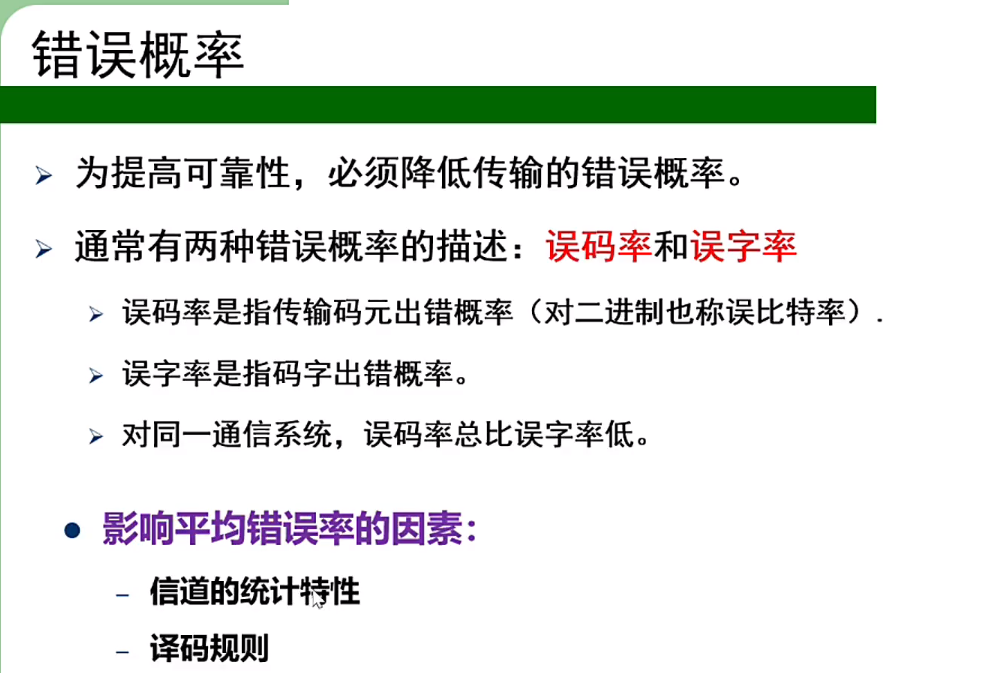 错误概率
为提高可靠性，必须降低传输的错误概率。
通常有两种错误概率的描述：误码率和误字率
误码率是指传输码元出错概率（对二进制也称误比特率）.
误字率是指码字出错概率。
对同一通信系统，误码率总比误字率低。
影响平均错误率的因素：
信道的统计特性
译码规则